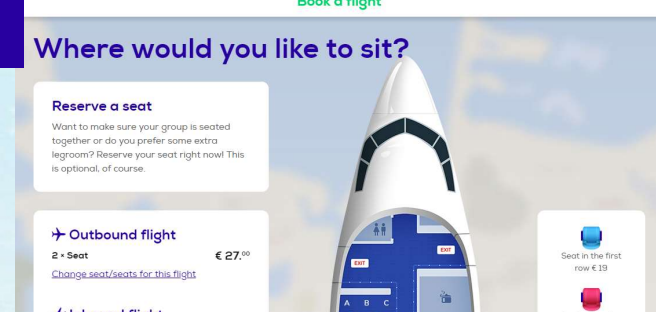 Book a flight
Where would you like to sit?
Reserve a seat
Want to make sure your group is seated
together or do you prefer some extra
legroom? Reserve your seat right now! This
is optional, of course.
Outbound flight
2 × Seat € 27.00
Change seat/seats for this flight
EXIT
EXIT
A B C
Seat in the first
row € 19